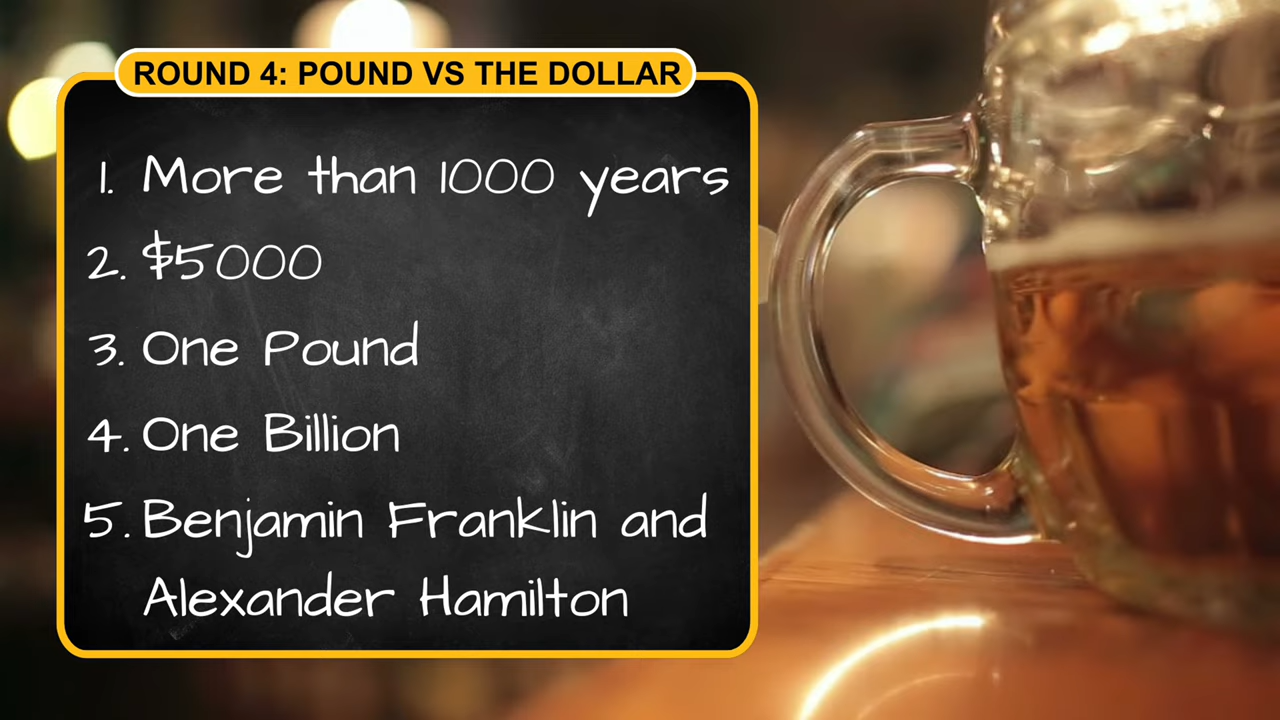 ROUND 4: POUND VS THE DOLLAR
1. More than 1000 years
2. $5000
3. One Pound
4. One Billion
5. Benjamin Franklin and
Alexander Hamilton